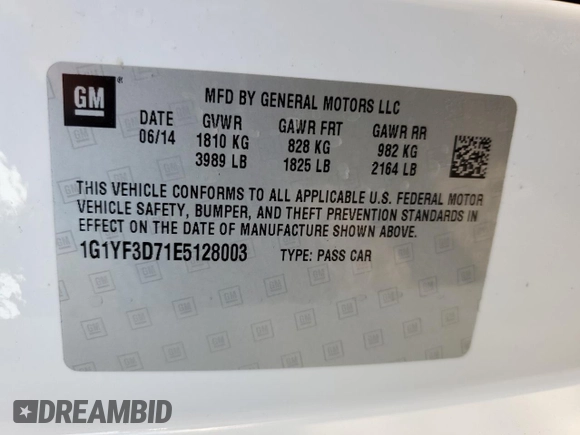 GM ®
MFD BY GENERAL MOTORS LLC
DATE GVWR GAWR FRT GAWR RR
06/14 1810 KG 828 KG 982 KG
3989 LB 1825 LB 2164 LB
THIS VEHICLE CONFORMS TO ALL APPLICABLE U.S. FEDERAL MOTOR
VEHICLE SAFETY, BUMPER, AND THEFT PREVENTION STANDARDS IN
EFFECT ON THE DATE OF MANUFACTURE SHOWN ABOVE.
1G1YF3D71E5128003 TYPE: PASS CAR
DREAMBID